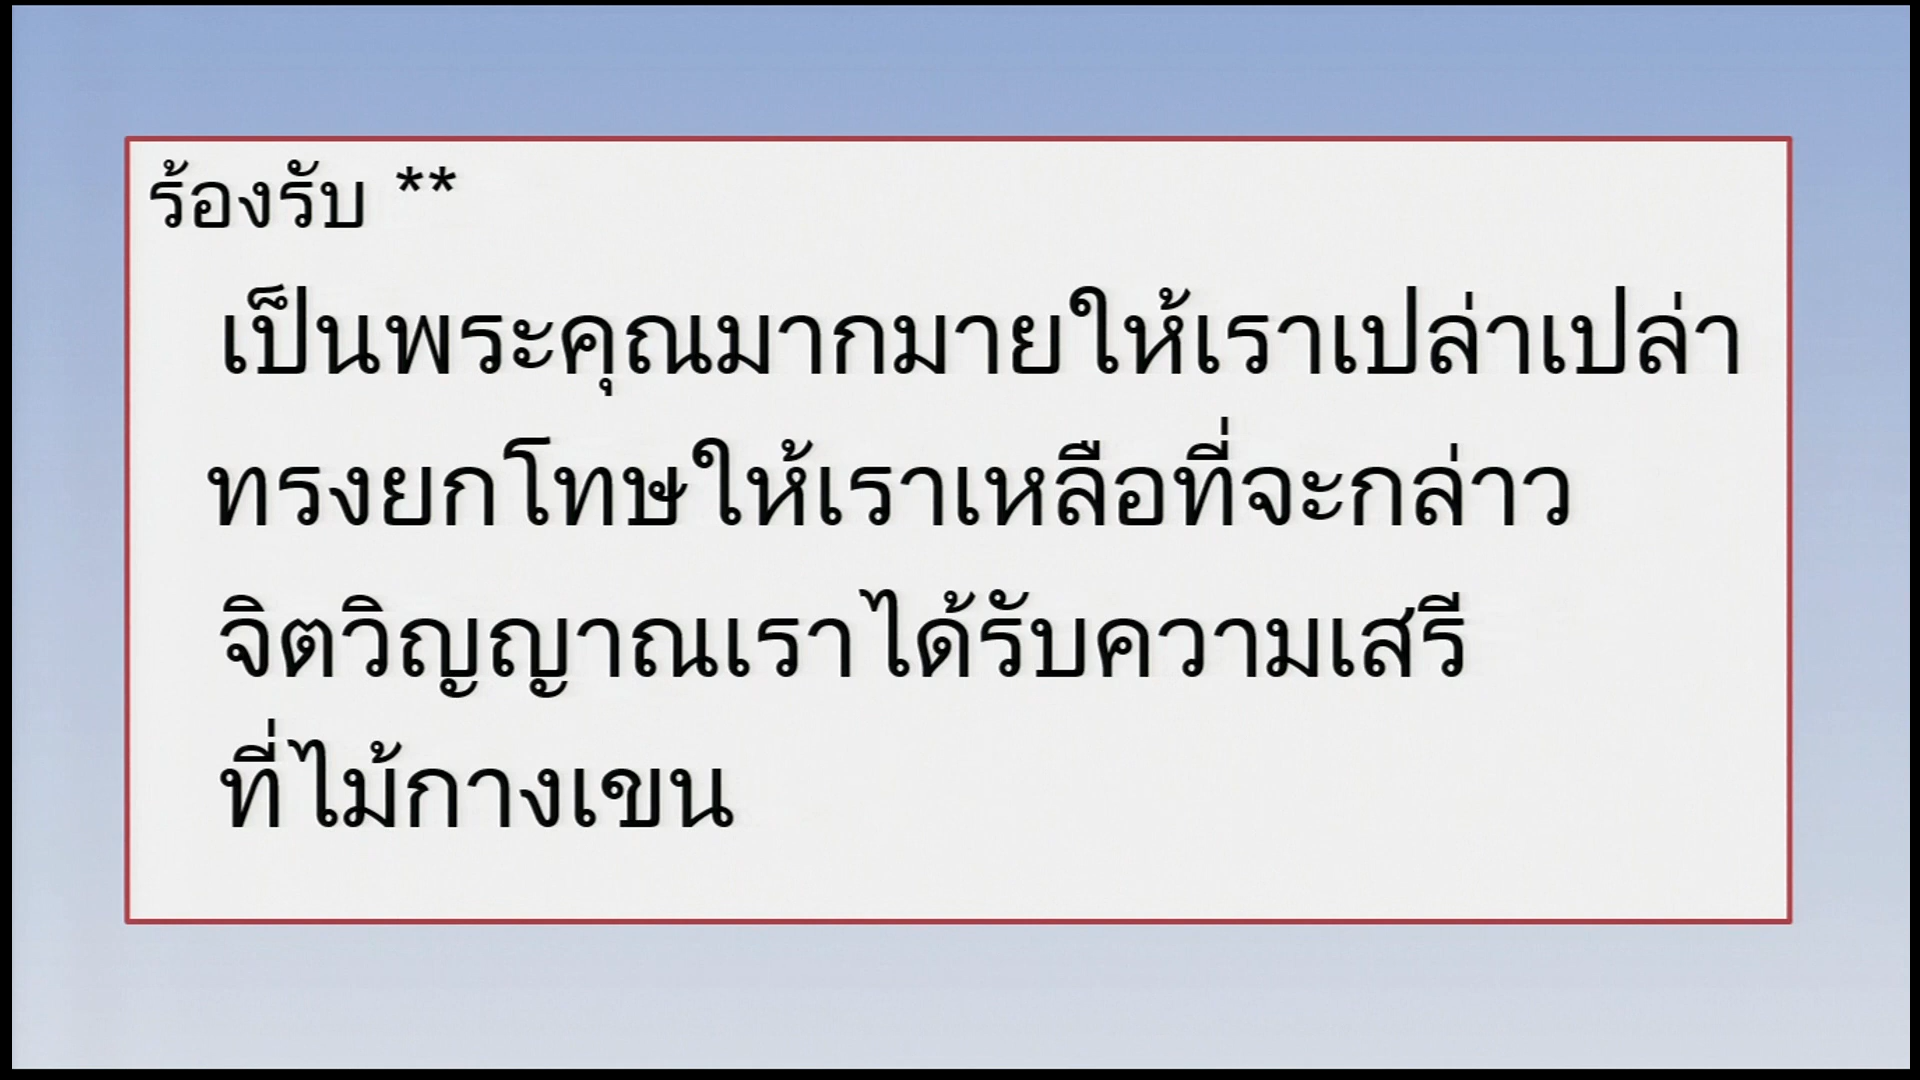 ร้องรับ **
เป็นพระคุณมากมายให้เราเปล่าเปล่า
ทรงยกโทษให้เราเหลือที่จะกล่าว
จิตวิญญาณเราได้รับความเสรี
ที่ไม้กางเขน